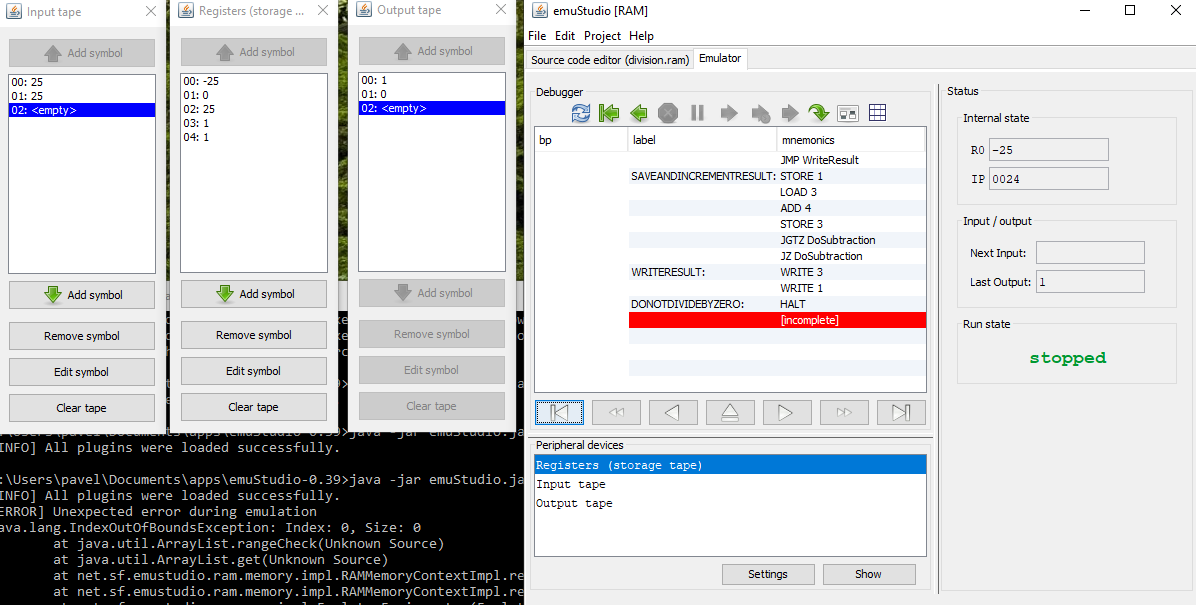 Input tape
Add symbol
00: 25
01: 25
02: <empty>
Add symbol
Remove symbol
Edit symbol
Clear tape
Registers (storage ...
Add symbol
00: -25
01: 0
02: 25
03: 1
04: 1
Add symbol
Remove symbol
Edit symbol
Clear tape
Output tape
Add symbol
00: 1
01: 0
02: <empty>
Add symbol
Remove symbol
Edit symbol
Clear tape
emuStudio [RAM]
File Edit Project Help
Source code editor (division.ram) Emulator
Debugger
bp label mnemonics
JMP WriteResult
SAVEANDINCREMENTRESULT: STORE 1
LOAD 3
ADD 4
STORE 3
JGTZ DoSubtraction
JZ DoSubtraction
WRITERESULT: WRITE 3
WRITE 1
DONOTDIVIDEBYZERO: HALT
[incomplete]
Peripheral devices
Registers (storage tape)
Input tape
Output tape
Settings Show
Status
Internal state
R0 -25
IP 0024
Input / output
Next Input:
Last Output: 1
Run state
stopped
:\Users\pavel\Documents\apps\emuStudio-0.39>java -jar emuStudio.ja
INFO] All plugins were loaded successfully.
:\Users\pavel\Documents\apps\emuStudio-0.39>java -jar emuStudio.ja
INFO] All plugins were loaded successfully.
ERROR] Unexpected error during emulation
ava.lang.IndexOutOfBoundsException: Index: 0, Size: 0
at java.util.ArrayList.rangeCheck(Unknown Source)
at java.util.ArrayList.get(Unknown Source)
at net.sf.emustudio.ram.memory.impl.RAMMemoryContextImpl.re
at net.sf.emustudio.ram.memory.impl.RAMMemoryContextImpl.re